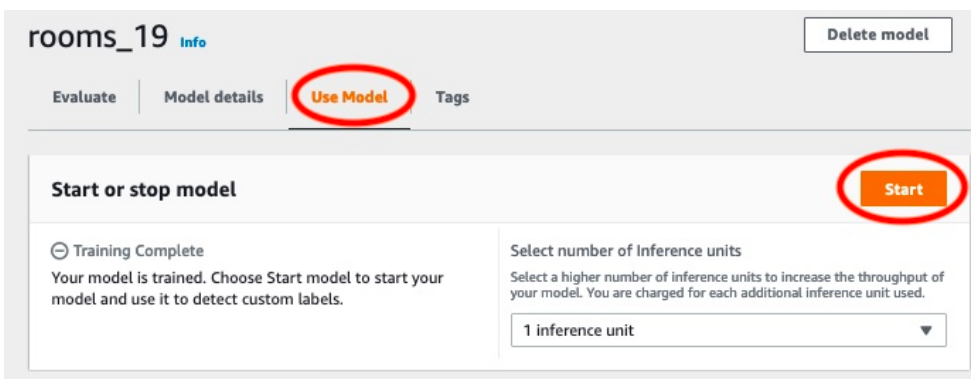 rooms_19 Info
Delete model
Evaluate
Model details
Use Model
Tags
Start or stop model
Start
Training Complete
Your model is trained. Choose Start model to start your
model and use it to detect custom labels.
Select number of Inference units
Select a higher number of inference units to increase the throughput of
your model. You are charged for each additional inference unit used.
1 inference unit